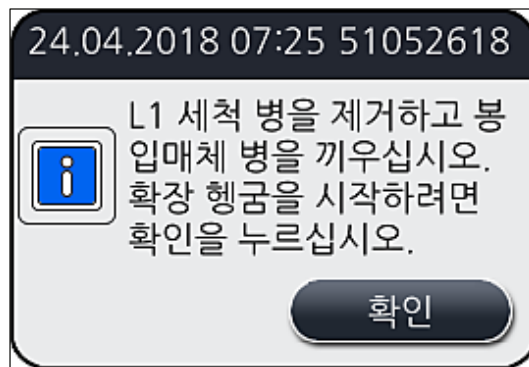 24.04.2018 07:25 51052618
L1 세척 병을 제거하고 봉
입매체 병을 끼우십시오.
확장 헹굼을 시작하려면
확인을 누르십시오.
확인